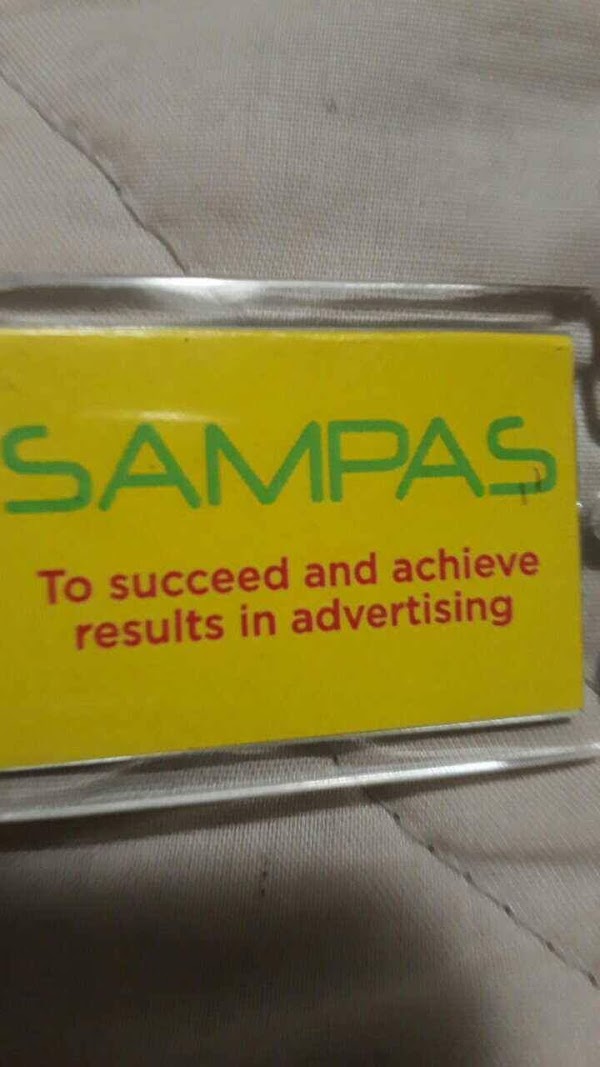 SAMPAS
To succeed and achieve
results in advertising